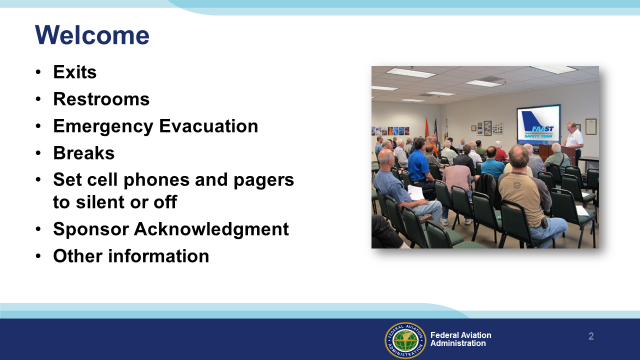 Welcome
• Exits
• Restrooms
• Emergency Evacuation
• Breaks
• Set cell phones and pagers
to silent or off
• Sponsor Acknowledgment
• Other information
Federal Aviation
Administration
2